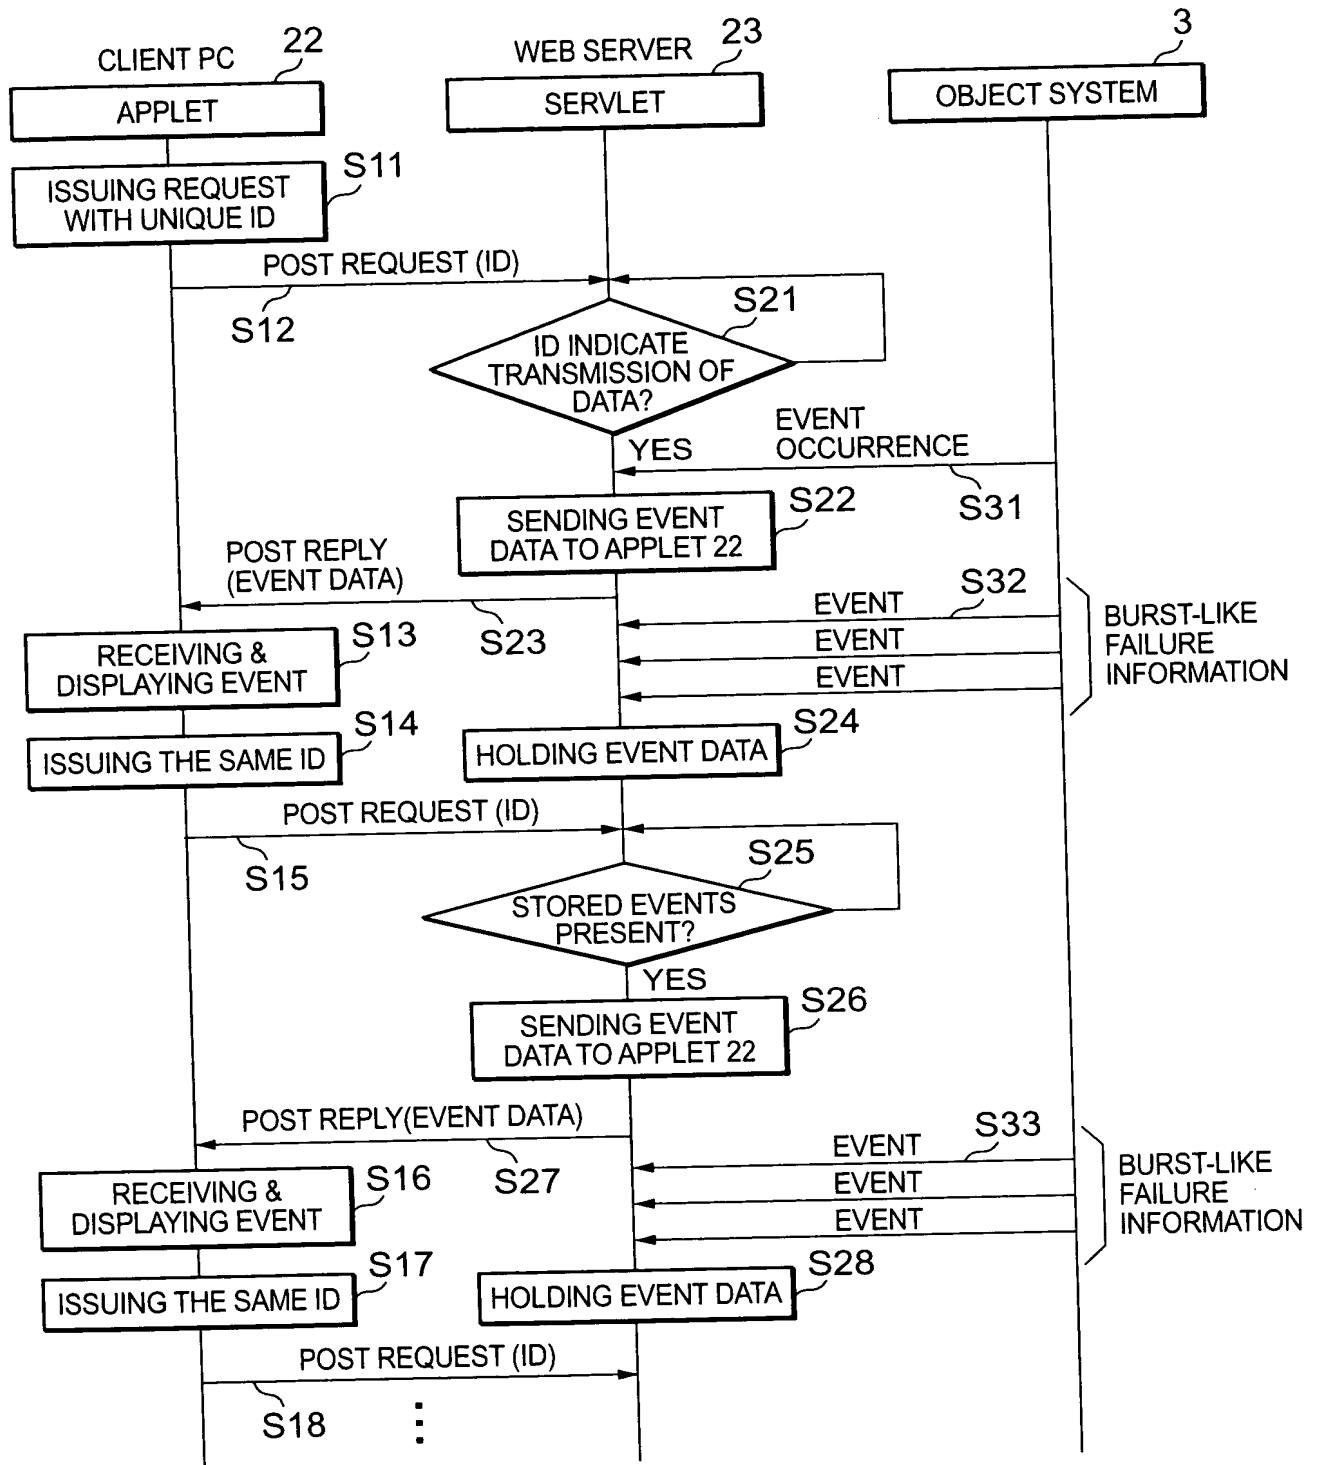 CLIENT PC
22
WEB SERVER
23
3
APPLET
SERVLET
OBJECT SYSTEM
S11
ISSUING REQUEST
WITH UNIQUE ID
POST REQUEST (ID)
S12
S21
ID INDICATE
TRANSMISSION OF
DATA?
YES
EVENT
OCCURRENCE
S31
S22
SENDING EVENT
DATA TO APPLET 22
POST REPLY
(EVENT DATA)
S23
EVENT
S32
EVENT
EVENT
BURST-LIKE
FAILURE
INFORMATION
S13
RECEIVING &
DISPLAYING EVENT
S14
ISSUING THE SAME ID
S24
HOLDING EVENT DATA
POST REQUEST (ID)
S15
S25
STORED EVENTS
PRESENT?
YES
S26
SENDING EVENT
DATA TO APPLET 22
POST REPLY(EVENT DATA)
S27
EVENT
S33
EVENT
EVENT
BURST-LIKE
FAILURE
INFORMATION
S16
RECEIVING &
DISPLAYING EVENT
S17
ISSUING THE SAME ID
S28
HOLDING EVENT DATA
POST REQUEST (ID)
S18